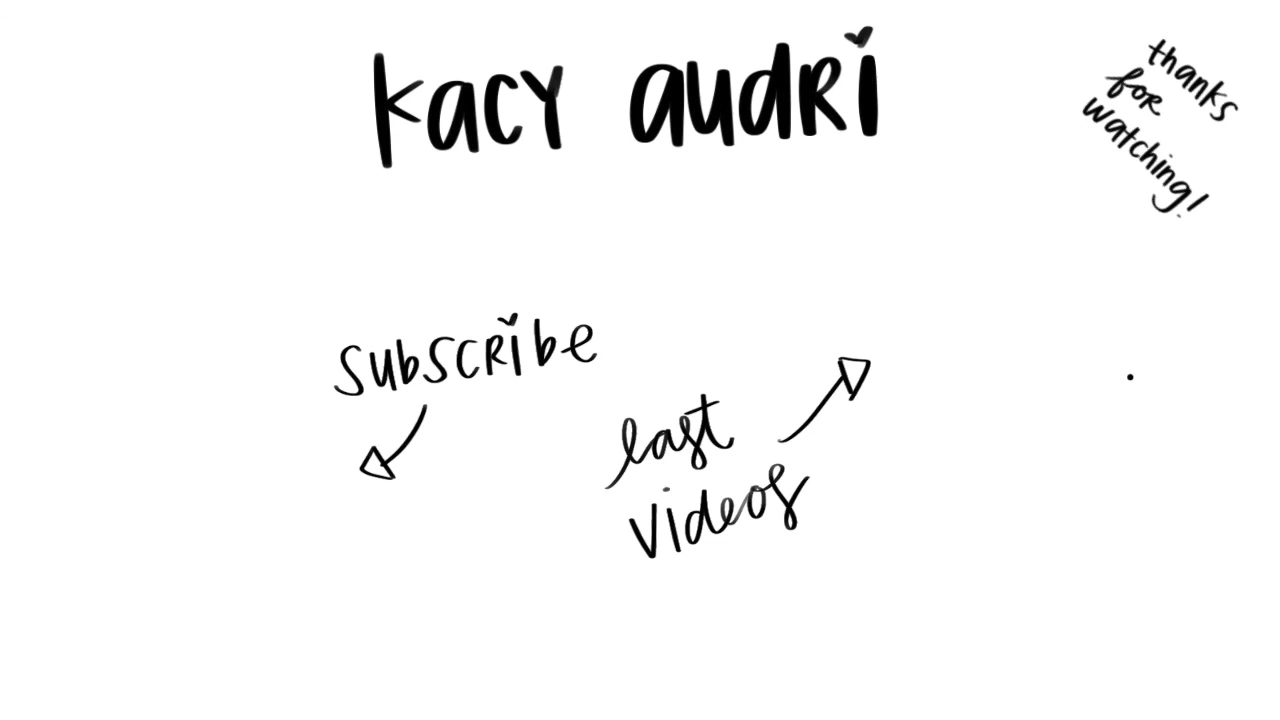 kacy audri
thanks
for
watching!
subscribe
last
videos